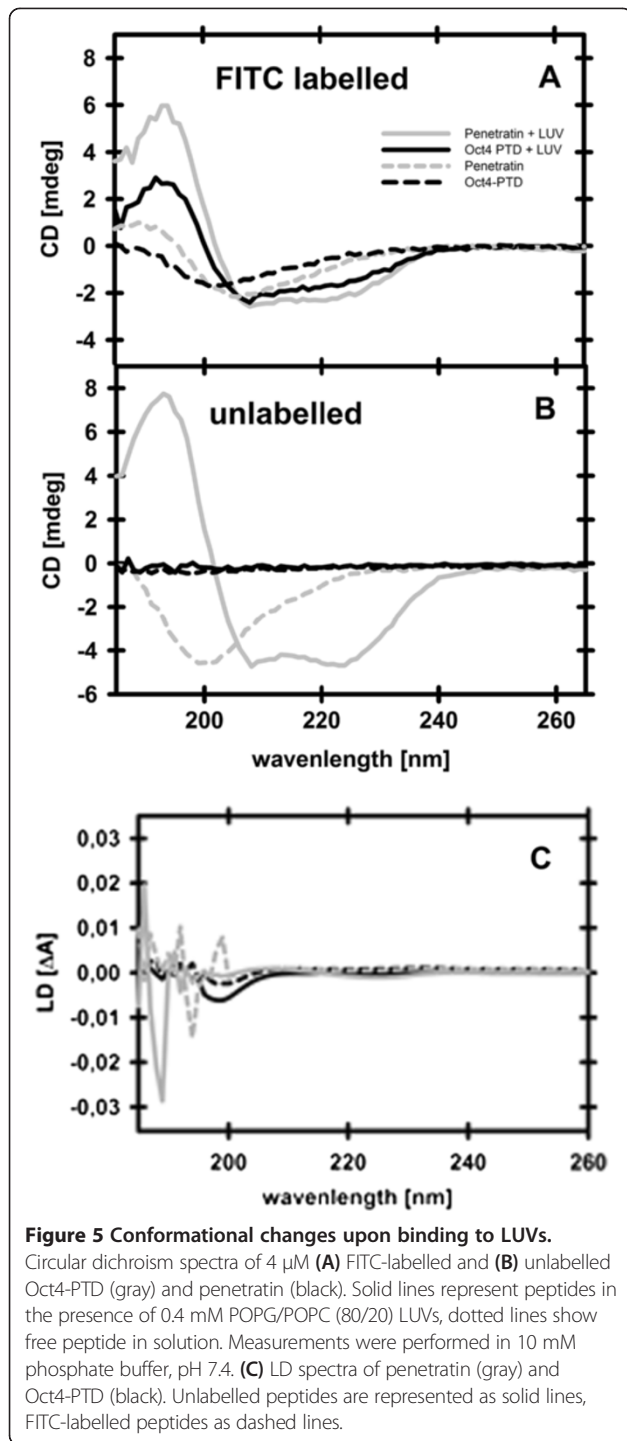 FITC labelled
A
Penetratin + LUV
Oct4 PTD + LUV
Penetratin
Oct4-PTD
CD [mdeg]
6
4
2
0
-2
-4
unlabelled
B
CD [mdeg]
8
6
4
2
0
-2
-4
-6
200 220 240 260
wavenlength [nm]
C
LD [ΔA]
0,03
0,02
0,01
0,00
-0,01
-0,02
-0,03
200 220 240 260
wavenlength [nm]
Figure 5 Conformational changes upon binding to LUVs.
Circular dichroism spectra of 4 μM (A) FITC-labelled and (B) unlabelled
Oct4-PTD (gray) and penetratin (black). Solid lines represent peptides in
the presence of 0.4 mM POPG/POPC (80/20) LUVs, dotted lines show
free peptide in solution. Measurements were performed in 10 mM
phosphate buffer, pH 7.4. (C) LD spectra of penetratin (gray) and
Oct4-PTD (black). Unlabelled peptides are represented as solid lines,
FITC-labelled peptides as dashed lines.